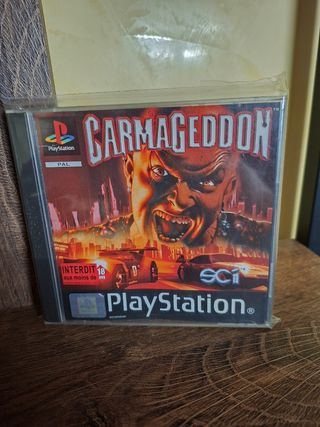 PlayStation
PAL
CARMAGEDDON
INTERDIT
aux moins de
18
SCi
PlayStation®